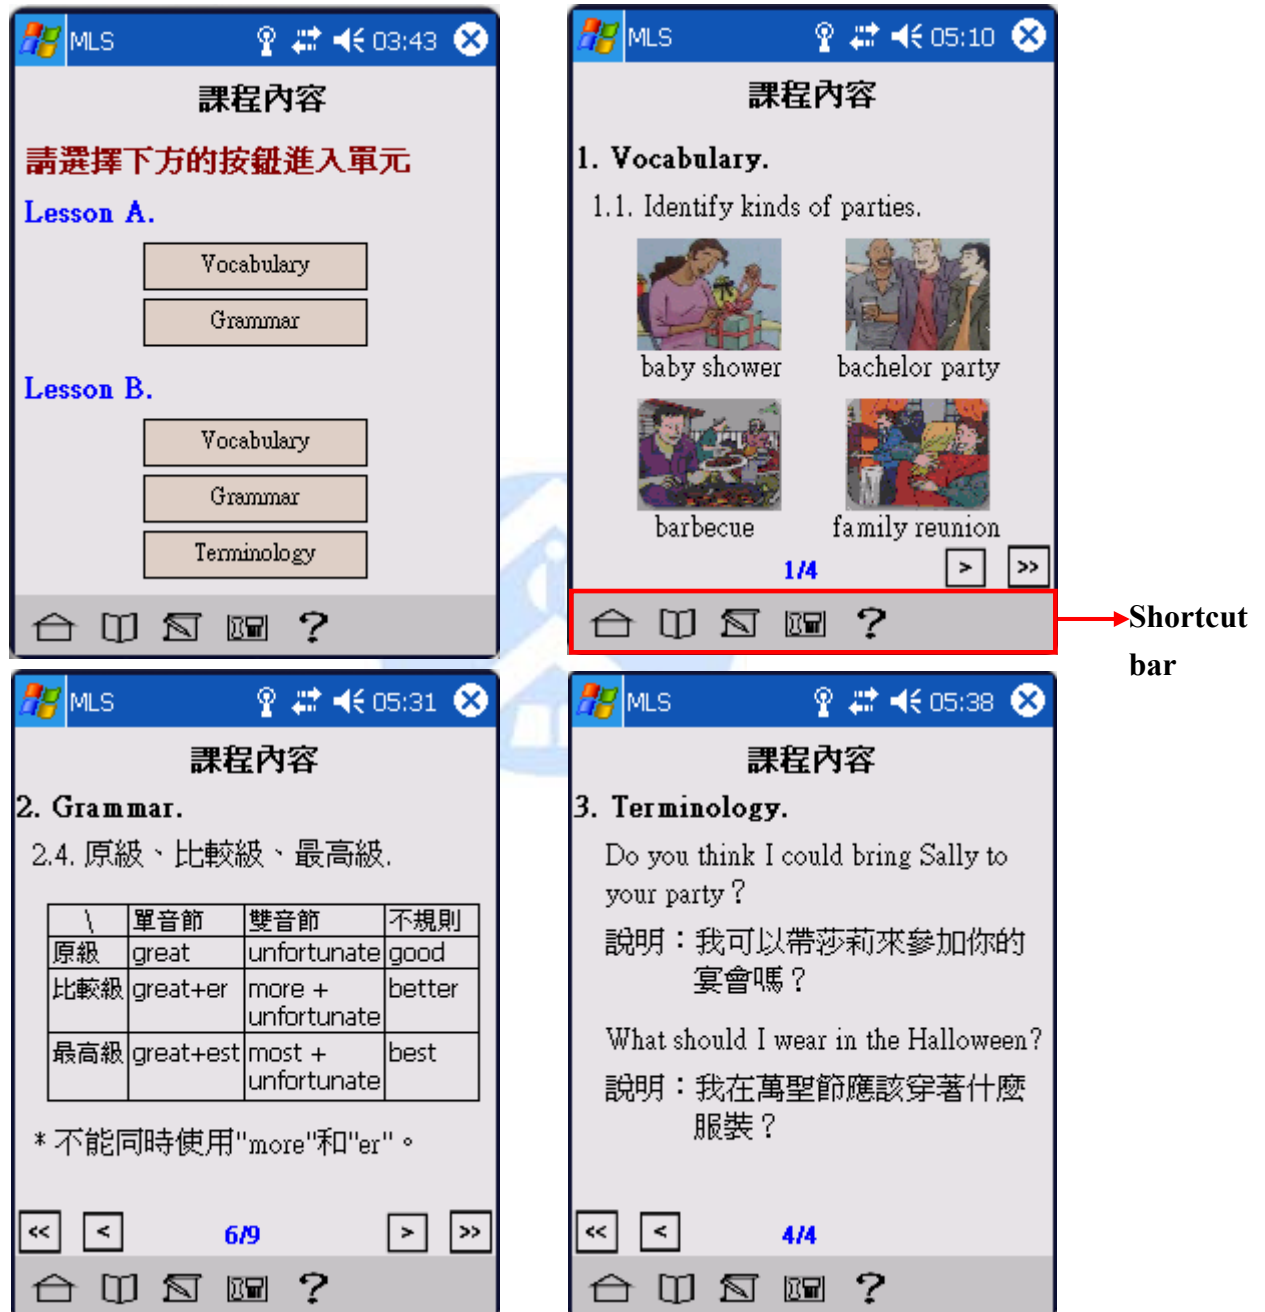 MLS 03:43
課程內容
請選擇下方的按鈕進入單元
Lesson A.
Vocabulary
Grammar
Lesson B.
Vocabulary
Grammar
Terminology
?
MLS 05:10
課程內容
1. Vocabulary.
1.1. Identify kinds of parties.
baby shower bachelor party
barbecue family reunion
1/4 > >>
?
Shortcut
bar
MLS 05:31
課程內容
2. Grammar.
2.4. 原級、比較級、最高級.
\ 單音節 雙音節 不規則
原級 great unfortunate good
比較級 great+er more + better
unfortunate
最高級 great+est most + best
unfortunate
* 不能同時使用"more"和"er"。
<< < 6/9 > >>
?
MLS 05:38
課程內容
3. Terminology.
Do you think I could bring Sally to
your party?
說明：我可以帶莎莉來參加你的
宴會嗎？
What should I wear in the Halloween?
說明：我在萬聖節應該穿著什麼
服裝？
<< < 4/4
?